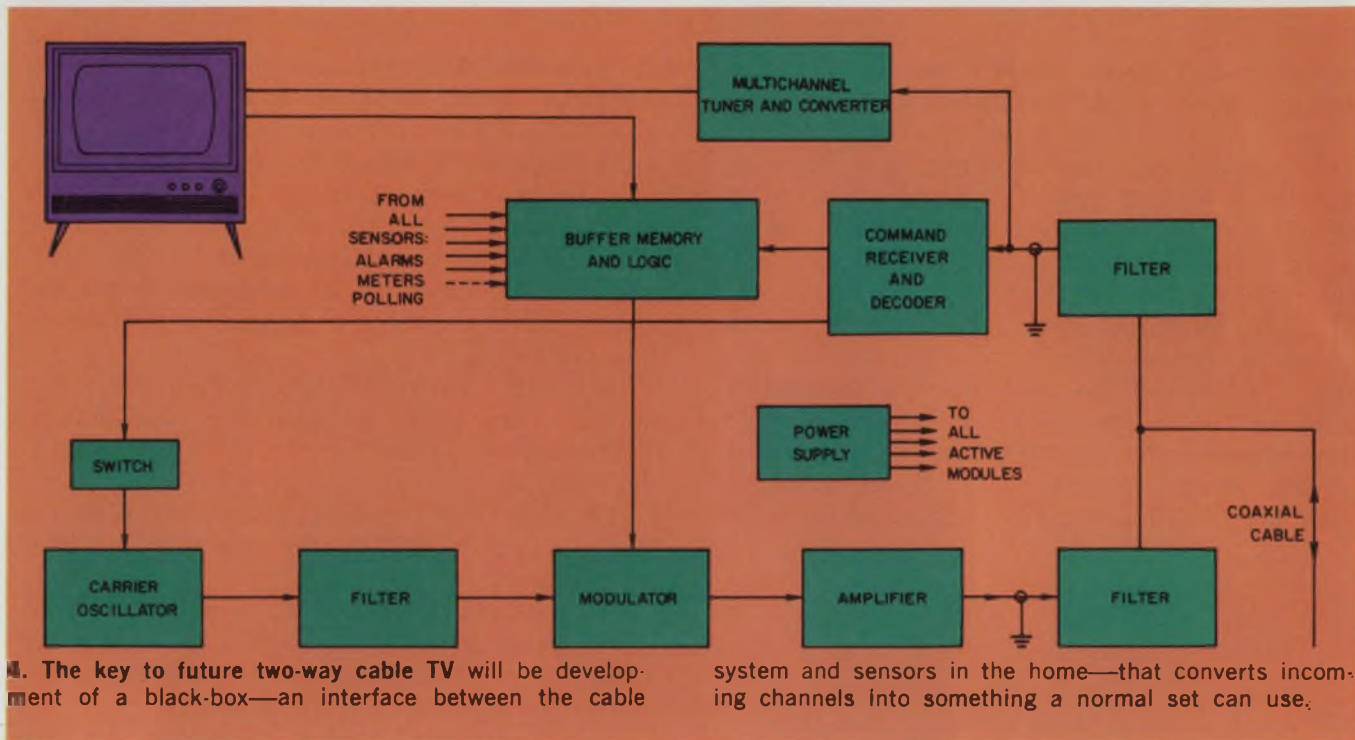 MULTICHANNEL
TUNER AND CONVERTER
FROM
ALL
SENSORS:
ALARMS
METERS
POLLING
BUFFER MEMORY
AND LOGIC
COMMAND
RECEIVER
AND
DECODER
FILTER
POWER
SUPPLY
TO
ALL
ACTIVE
MODULES
SWITCH
COAXIAL
CABLE
CARRIER
OSCILLATOR
FILTER
MODULATOR
AMPLIFIER
FILTER
The key to future two-way cable TV will be develop-
ment of a black-box—an interface between the cable
system and sensors in the home—that converts incom-
ing channels into something a normal set can use.